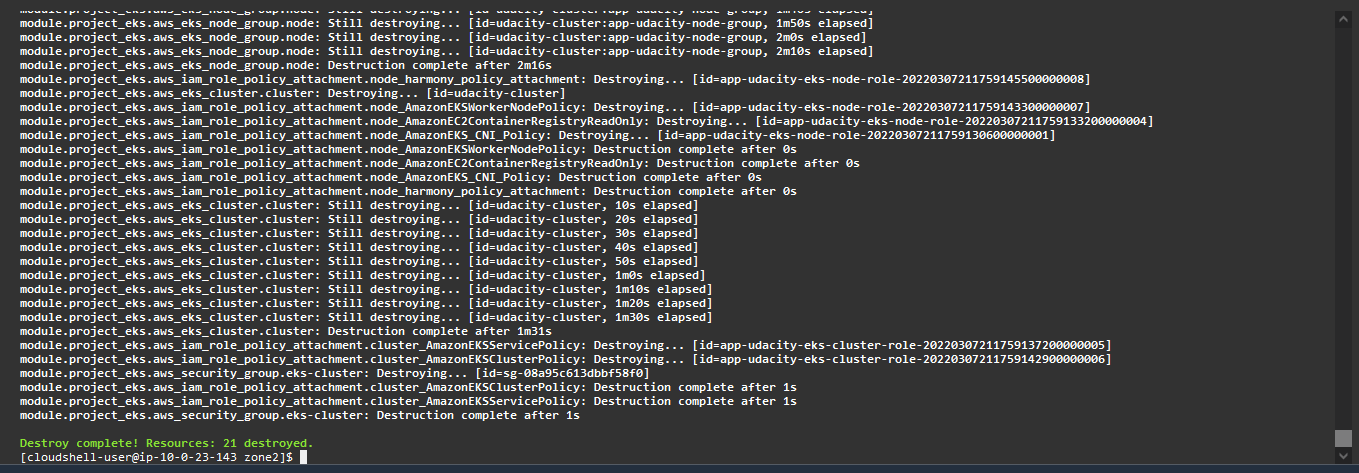 module.project_eks.aws_eks_node_group.node: Still destroying... [id=udacity-cluster:app-udacity-node-group, 1m40s elapsed]
module.project_eks.aws_eks_node_group.node: Still destroying... [id=udacity-cluster:app-udacity-node-group, 1m50s elapsed]
module.project_eks.aws_eks_node_group.node: Still destroying... [id=udacity-cluster:app-udacity-node-group, 2m0s elapsed]
module.project_eks.aws_eks_node_group.node: Still destroying... [id=udacity-cluster:app-udacity-node-group, 2m10s elapsed]
module.project_eks.aws_eks_node_group.node: Destruction complete after 2m16s
module.project_eks.aws_iam_role_policy_attachment.node_harmony_policy_attachment: Destroying... [id=app-udacity-eks-node-role-20220307211759145500000008]
module.project_eks.aws_eks_cluster.cluster: Destroying... [id=udacity-cluster]
module.project_eks.aws_iam_role_policy_attachment.node_AmazonEKSWorkerNodePolicy: Destroying... [id=app-udacity-eks-node-role-20220307211759143300000007]
module.project_eks.aws_iam_role_policy_attachment.node_AmazonEC2ContainerRegistryReadOnly: Destroying... [id=app-udacity-eks-node-role-20220307211759133200000004]
module.project_eks.aws_iam_role_policy_attachment.node_AmazonEKS_CNI_Policy: Destroying... [id=app-udacity-eks-node-role-20220307211759130600000001]
module.project_eks.aws_iam_role_policy_attachment.node_AmazonEKSWorkerNodePolicy: Destruction complete after 0s
module.project_eks.aws_iam_role_policy_attachment.node_AmazonEC2ContainerRegistryReadOnly: Destruction complete after 0s
module.project_eks.aws_iam_role_policy_attachment.node_AmazonEKS_CNI_Policy: Destruction complete after 0s
module.project_eks.aws_iam_role_policy_attachment.node_harmony_policy_attachment: Destruction complete after 0s
module.project_eks.aws_eks_cluster.cluster: Still destroying... [id=udacity-cluster, 10s elapsed]
module.project_eks.aws_eks_cluster.cluster: Still destroying... [id=udacity-cluster, 20s elapsed]
module.project_eks.aws_eks_cluster.cluster: Still destroying... [id=udacity-cluster, 30s elapsed]
module.project_eks.aws_eks_cluster.cluster: Still destroying... [id=udacity-cluster, 40s elapsed]
module.project_eks.aws_eks_cluster.cluster: Still destroying... [id=udacity-cluster, 50s elapsed]
module.project_eks.aws_eks_cluster.cluster: Still destroying... [id=udacity-cluster, 1m0s elapsed]
module.project_eks.aws_eks_cluster.cluster: Still destroying... [id=udacity-cluster, 1m10s elapsed]
module.project_eks.aws_eks_cluster.cluster: Still destroying... [id=udacity-cluster, 1m20s elapsed]
module.project_eks.aws_eks_cluster.cluster: Still destroying... [id=udacity-cluster, 1m30s elapsed]
module.project_eks.aws_eks_cluster.cluster: Destruction complete after 1m31s
module.project_eks.aws_iam_role_policy_attachment.cluster_AmazonEKSServicePolicy: Destroying... [id=app-udacity-eks-cluster-role-20220307211759137200000005]
module.project_eks.aws_iam_role_policy_attachment.cluster_AmazonEKSClusterPolicy: Destroying... [id=app-udacity-eks-cluster-role-20220307211759142900000006]
module.project_eks.aws_security_group.eks-cluster: Destroying... [id=sg-08a95c613dbbf58f0]
module.project_eks.aws_iam_role_policy_attachment.cluster_AmazonEKSClusterPolicy: Destruction complete after 1s
module.project_eks.aws_iam_role_policy_attachment.cluster_AmazonEKSServicePolicy: Destruction complete after 1s
module.project_eks.aws_security_group.eks-cluster: Destruction complete after 1s
Destroy complete! Resources: 21 destroyed.
[cloudshell-user@ip-10-0-23-143 zone2]$